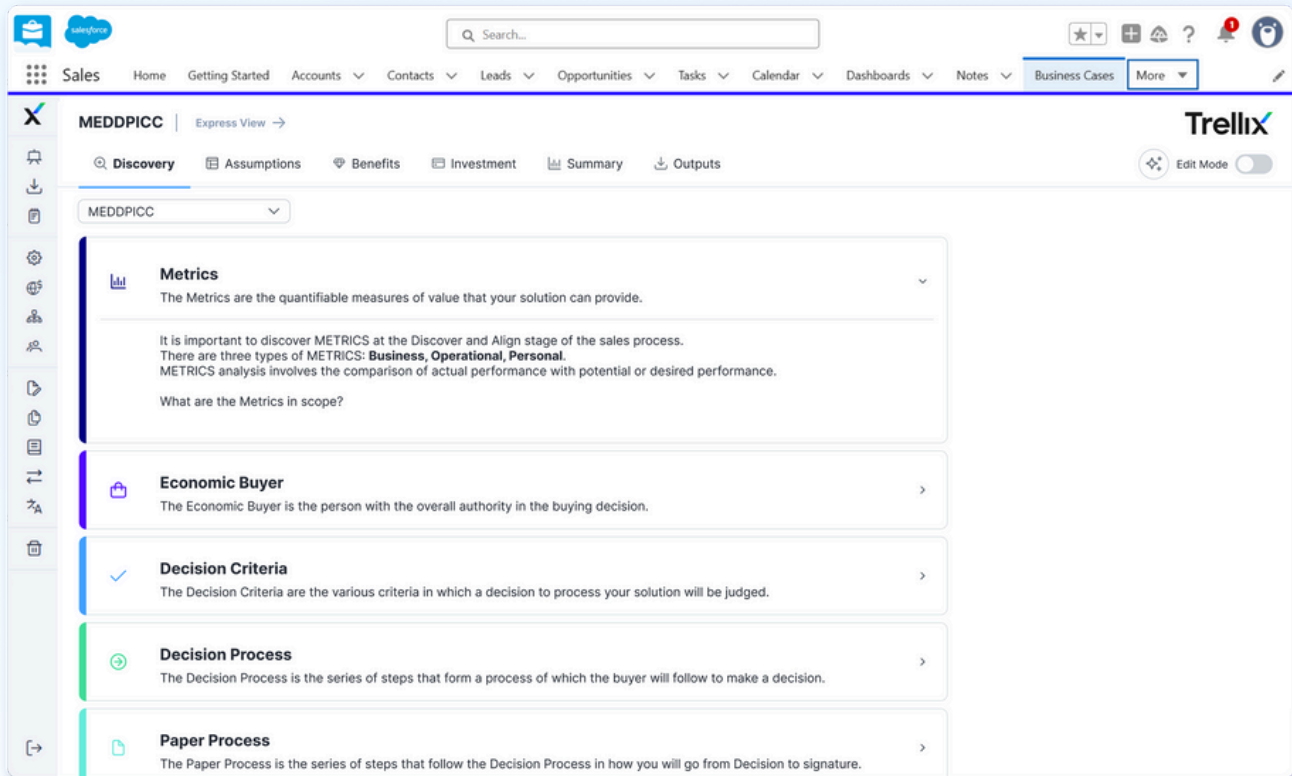 salesforce
Search...
1
Sales Home Getting Started Accounts Contacts Leads Opportunities Tasks Calendar Dashboards Notes Business Cases More
MEDDPICC Express View →
Trellix
Discovery Assumptions Benefits Investment Summary Outputs
Edit Mode
MEDDPICC
Metrics
The Metrics are the quantifiable measures of value that your solution can provide.
It is important to discover METRICS at the Discover and Align stage of the sales process.
There are three types of METRICS: Business, Operational, Personal.
METRICS analysis involves the comparison of actual performance with potential or desired performance.
What are the Metrics in scope?
Economic Buyer
The Economic Buyer is the person with the overall authority in the buying decision.
Decision Criteria
The Decision Criteria are the various criteria in which a decision to process your solution will be judged.
Decision Process
The Decision Process is the series of steps that form a process of which the buyer will follow to make a decision.
Paper Process
The Paper Process is the series of steps that follow the Decision Process in how you will go from Decision to signature.